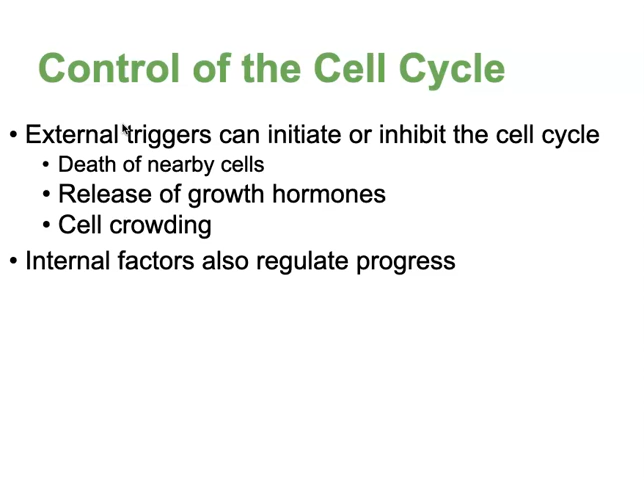 Control of the Cell Cycle
• External triggers can initiate or inhibit the cell cycle
• Death of nearby cells
• Release of growth hormones
• Cell crowding
• Internal factors also regulate progress